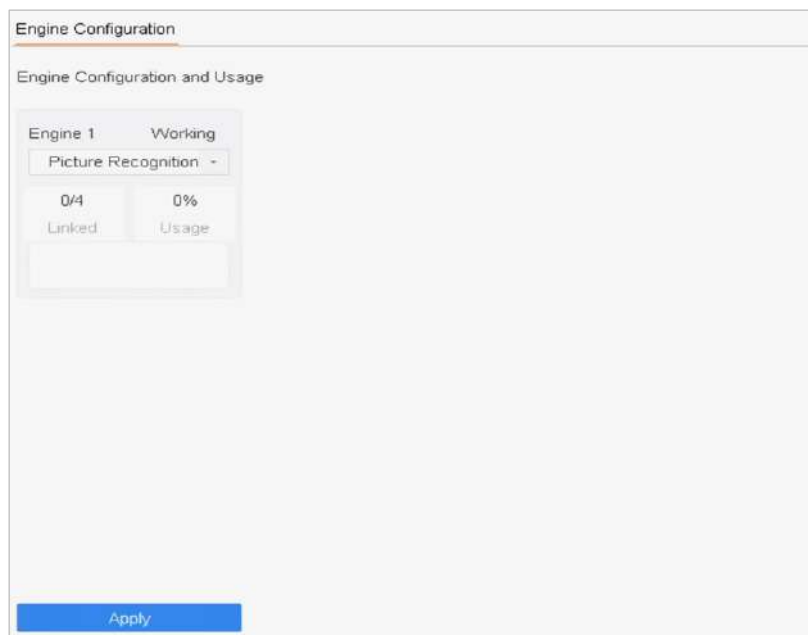 Engine Configuration
Engine Configuration and Usage
Engine 1 Working
Picture Recognition
0/4 0%
Linked Usage
Apply